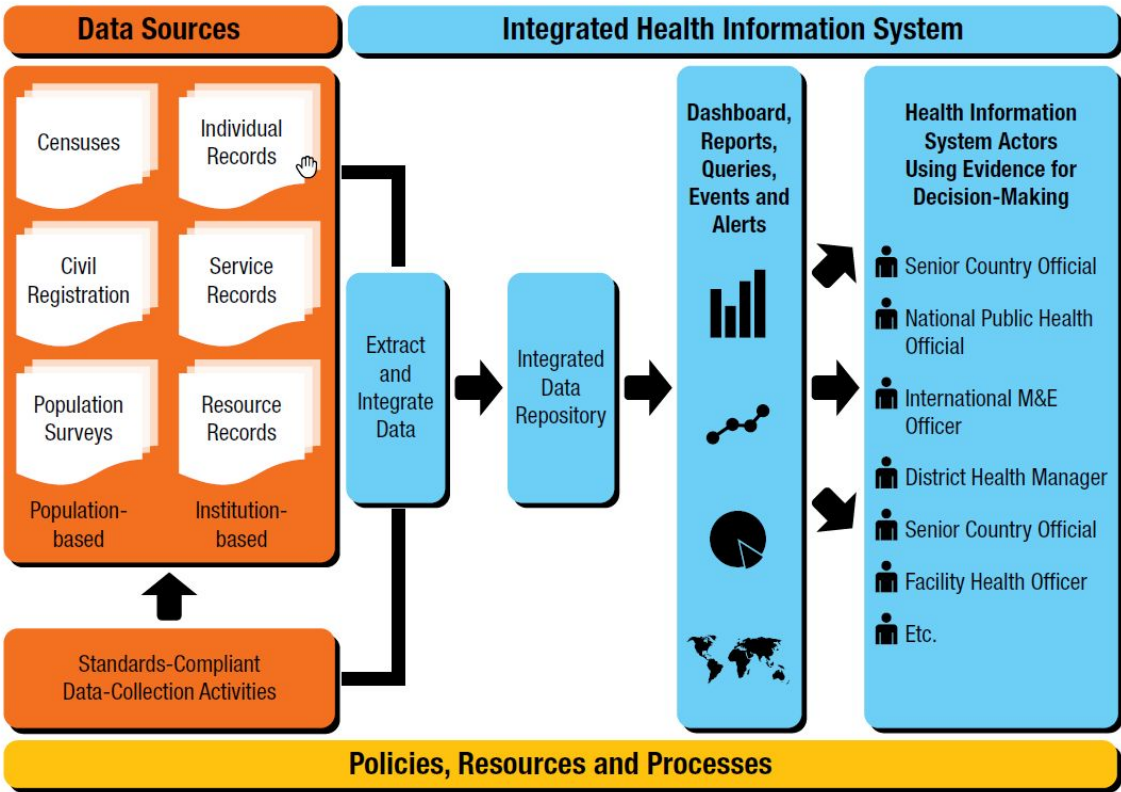 Data Sources
Integrated Health Information System
Censuses
Individual
Records
Civil
Registration
Service
Records
Population
Surveys
Resource
Records
Population-
based
Institution-
based
Standards-Compliant
Data-Collection Activities
Extract
and
Integrate
Data
Integrated
Data
Repository
Dashboard,
Reports,
Queries,
Events and
Alerts
Health Information
System Actors
Using Evidence for
Decision-Making
Senior Country Official
National Public Health
Official
International M&E
Officer
District Health Manager
Senior Country Official
Facility Health Officer
Etc.
Policies, Resources and Processes